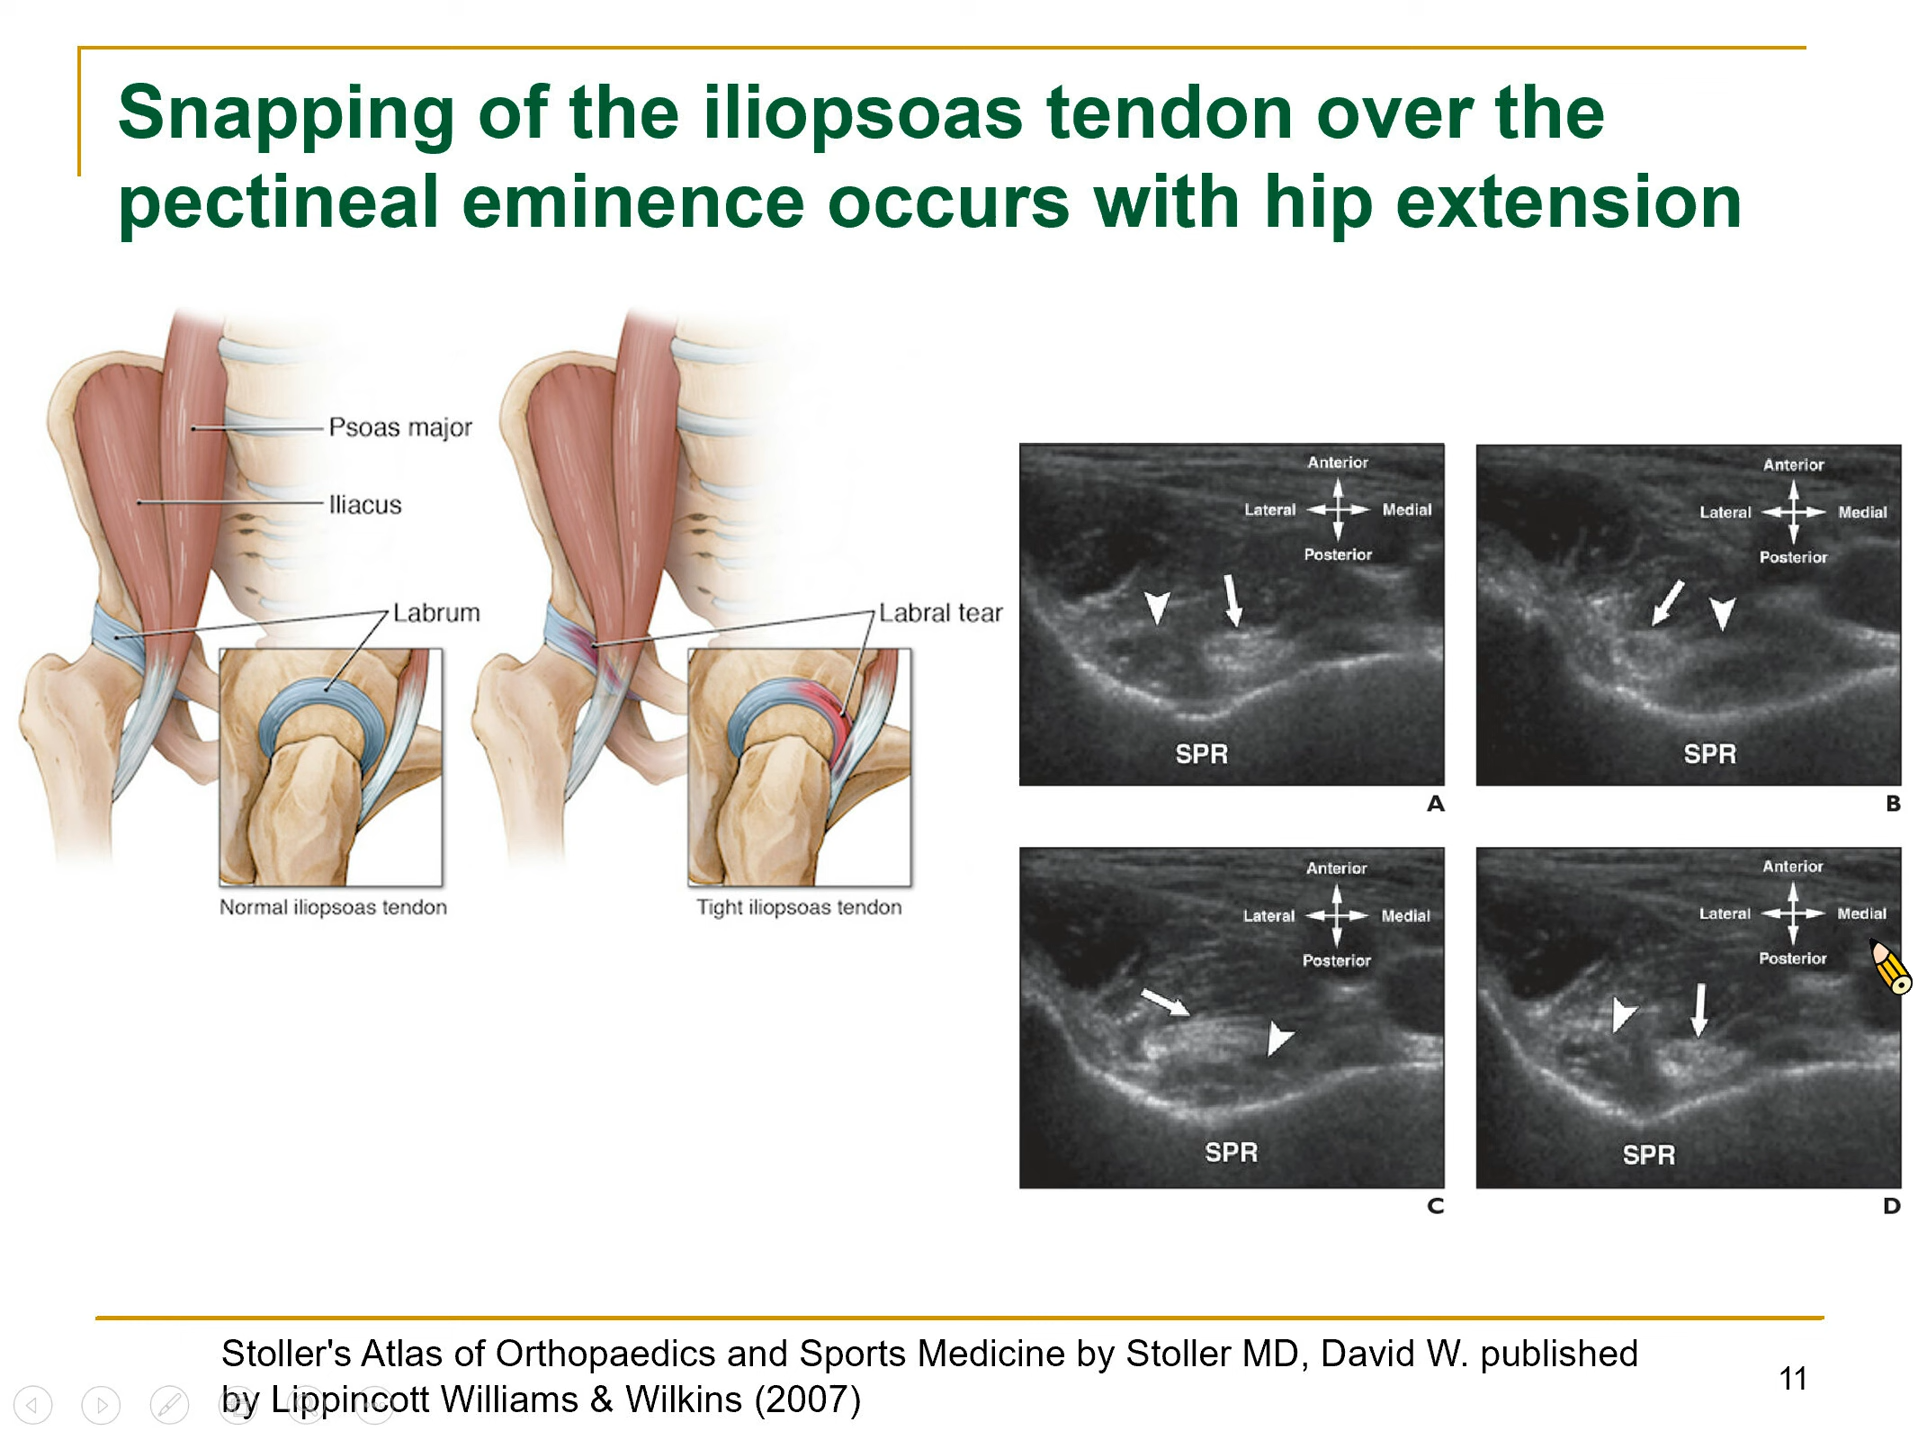 Snapping of the iliopsoas tendon over the
pectineal eminence occurs with hip extension
Psoas major
Iliacus
Labrum
Normal iliopsoas tendon
Labral tear
Tight iliopsoas tendon
Anterior
Lateral Medial
Posterior
SPR
A
Anterior
Lateral Medial
Posterior
SPR
B
Anterior
Lateral Medial
Posterior
SPR
C
Anterior
Lateral Medial
Posterior
SPR
D
Stoller's Atlas of Orthopaedics and Sports Medicine by Stoller MD, David W. published
by Lippincott Williams & Wilkins (2007)
11